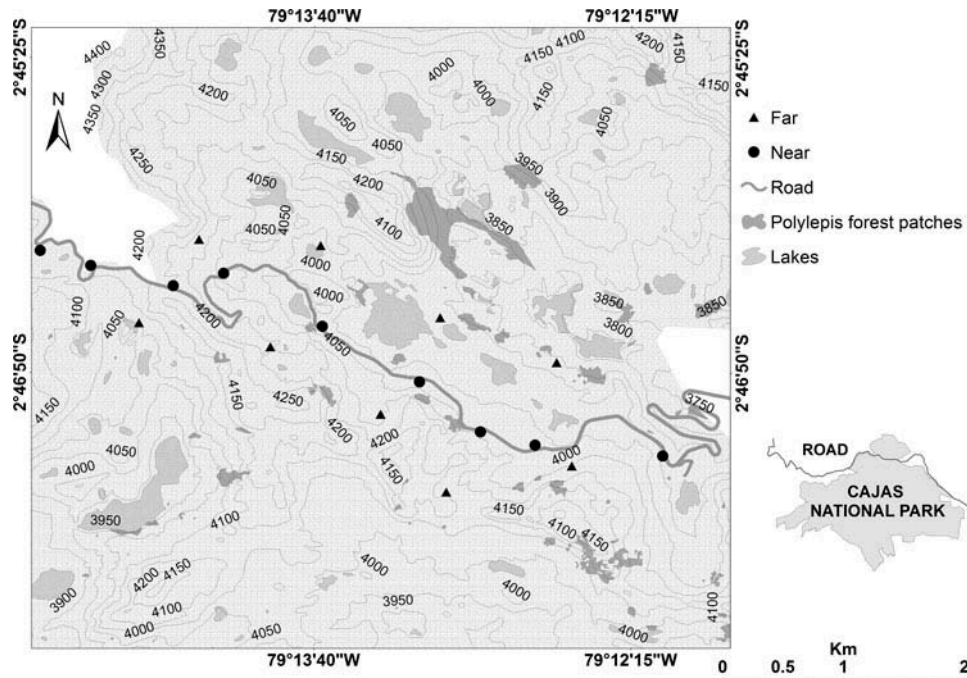 79°13'40"W 79°12'15"W
2°45'25"S 2°45'25"S
2°46'50"S 2°46'50"S
N
4400 4350 4300 4350 4250 4200
4350 4200 4150 4100 4200 4150
4000 4000 4150 4150
4050 4050 4150 4200 4050
4050 4050 4050 4100
3950 3900 3850
4200 4000 4000
4100 4050 4200 4050
3850 3800 3850
4150 4250 4200 4200 4150
3750
4150 4050 4000 3950
4000
4100 4150 4100 4150
4200 4150 4100 4000 3950 4000
3900 4100 4050 4000 4100
4000
Far
Near
Road
Polylepis forest patches
Lakes
ROAD
CAJAS
NATIONAL PARK
79°13'40"W 79°12'15"W
Km
0 0.5 1 2